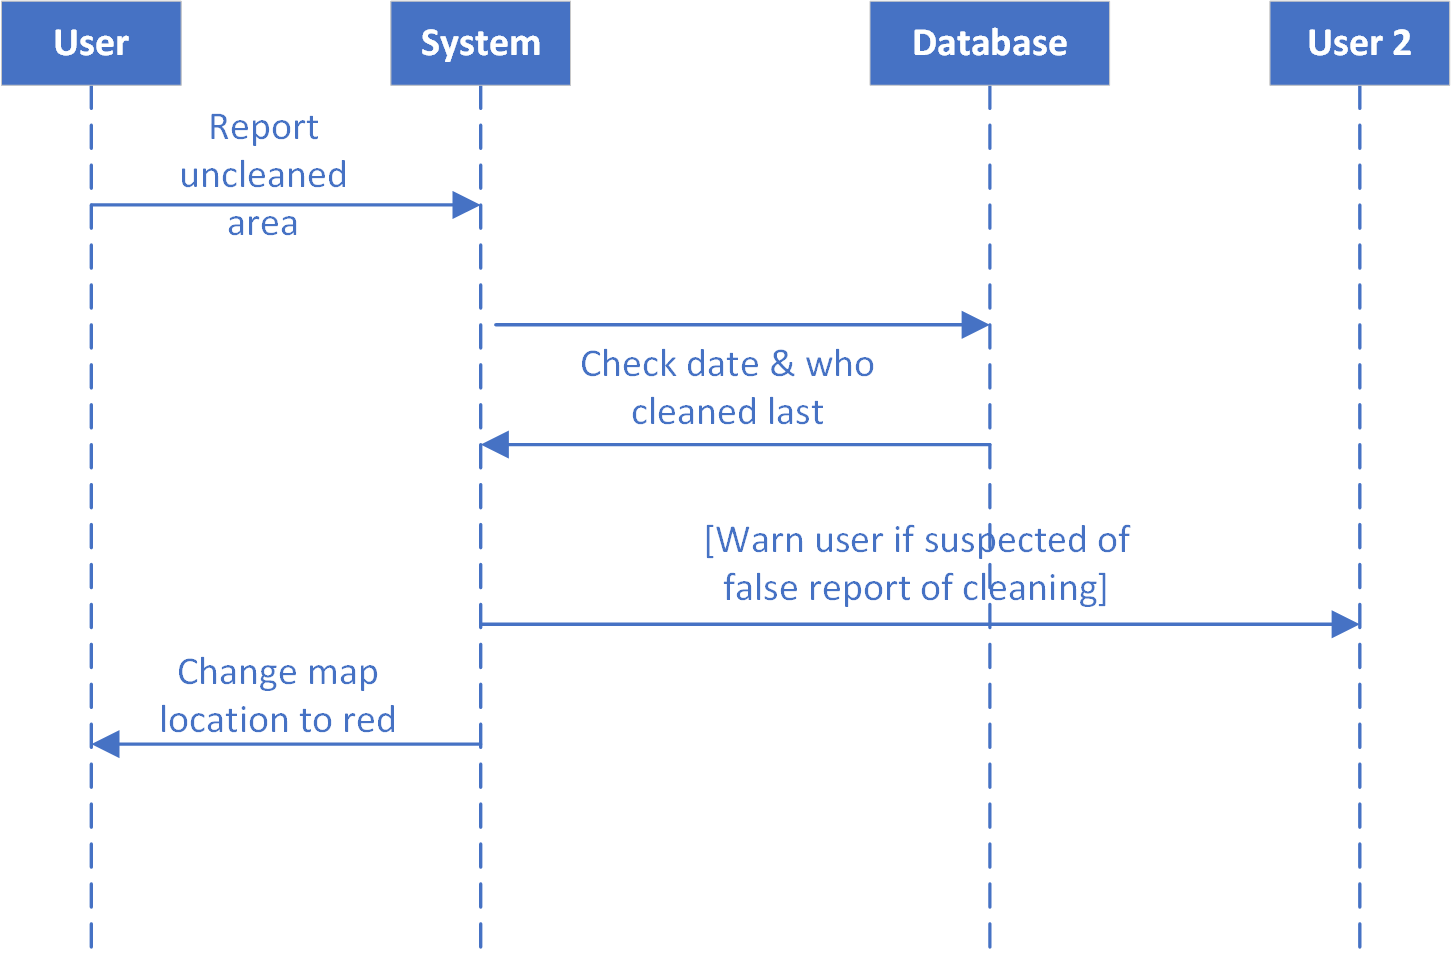 User
System
Database
User 2
Report
uncleaned
area
Check date & who
cleaned last
[Warn user if suspected of
false report of cleaning]
Change map
location to red